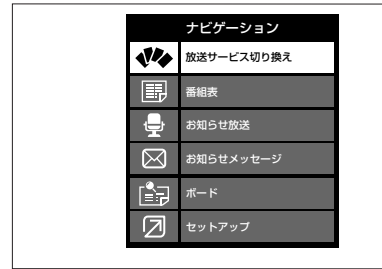 ナビゲーション
放送サービス切り換え
番組表
お知らせ放送
お知らせメッセージ
ボード
セットアップ